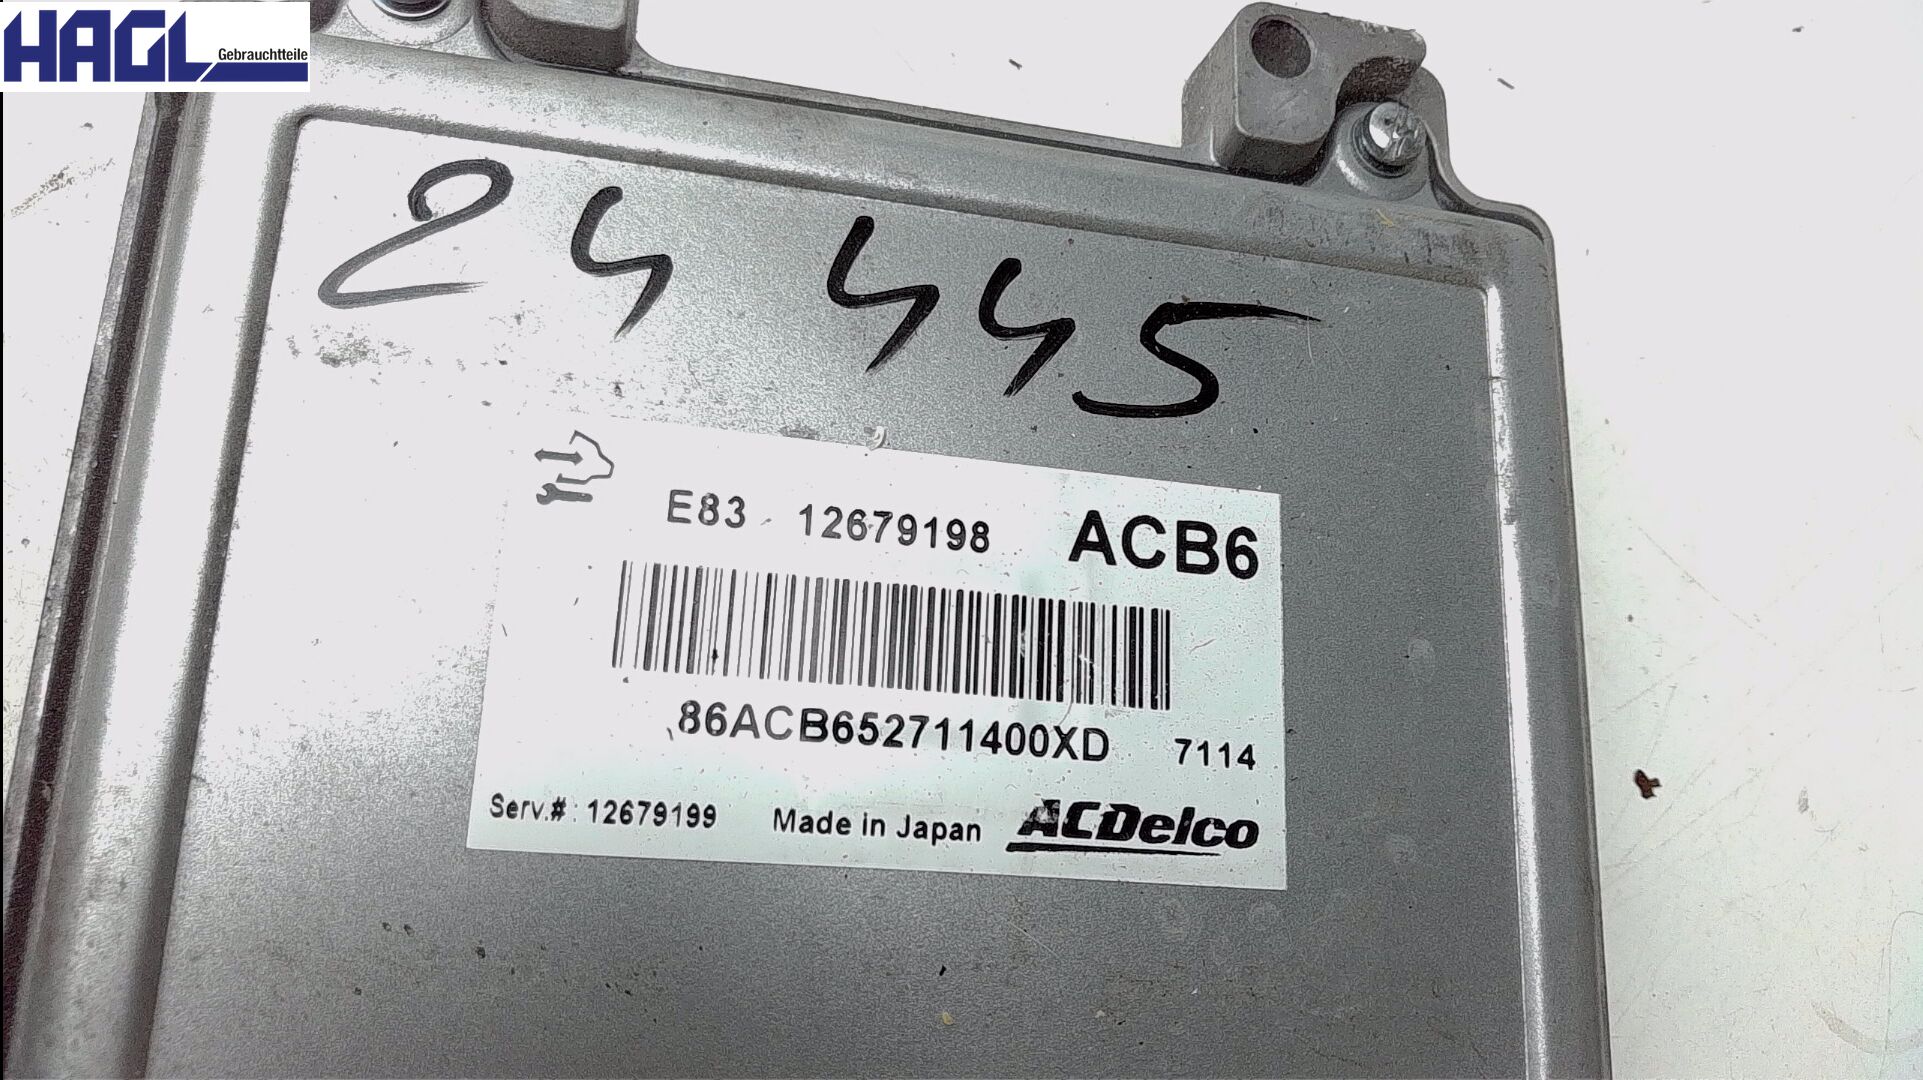 HAGL Gebrauchtteile
24 445
E83 12679198 ACB6
86ACB652711400XD 7114
Serv.#: 12679199 Made in Japan ACDelco